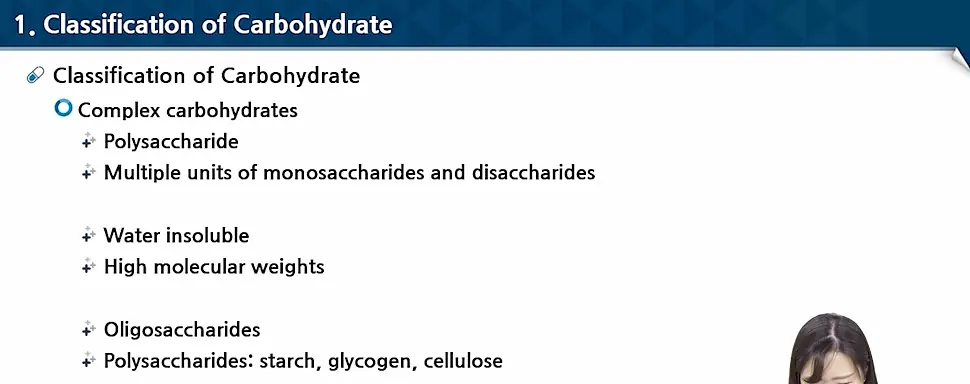 1. Classification of Carbohydrate
Classification of Carbohydrate
Complex carbohydrates
Polysaccharide
Multiple units of monosaccharides and disaccharides
Water insoluble
High molecular weights
Oligosaccharides
Polysaccharides: starch, glycogen, cellulose